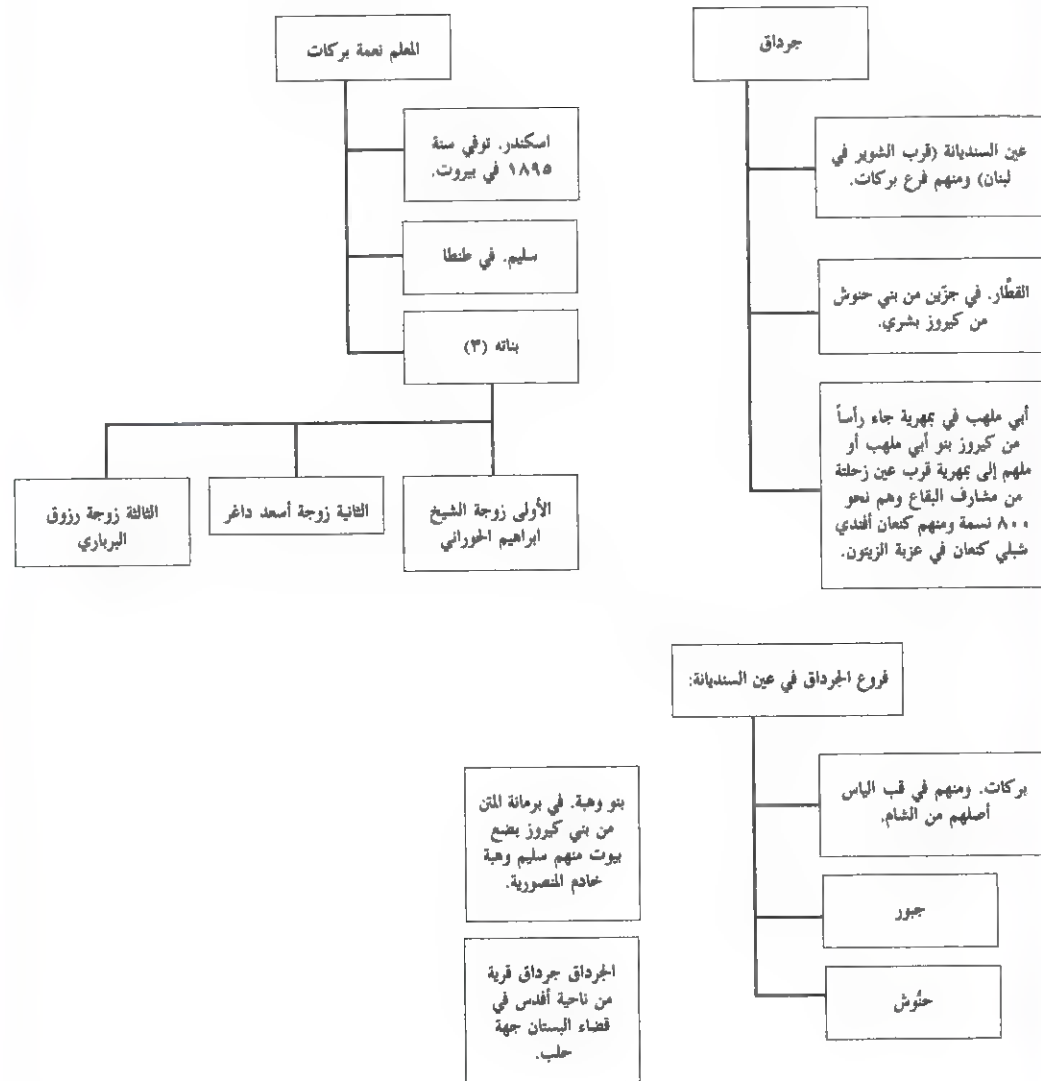 جرداق
عين السنديانة (قرب الشوير في
لبنان) ومنهم فرع بركات.
القطّار. في جزّين من بني حنوش
من كيروز بشري.
أبي ملهب في بمهرية جاء رأساً
من كيروز بنو أبي ملهب أو
ملهم إلى بمهرية قرب عين زحلتة
من مشارف البقاع وهم نحو
٨٠٠ نسمة ومنهم كنعان أفندي
شبلي كنعان في عزبة الزيتون.
المعلم نعمة بركات
اسكندر. توفي سنة
١٨٩٥ في بيروت.
سليم. في طنطا
بناته (٣)
الأولى زوجة الشيخ
ابراهيم الحوراني
الثانية زوجة أسعد داغر
الثالثة زوجة رزوق
البرباري
فروع الجرداق في عين السنديانة:
بركات. ومنهم في قب الياس
أصلهم من الشام.
جبور
حنّوش
بنو وهبة. في برمانة المتن
من بني كيروز بضع
بيوت منهم سليم وهبة
خادم المنصورية.
الجرداق جرداق قرية
من ناحية أفدس في
قضاء البستان جهة
حلب.